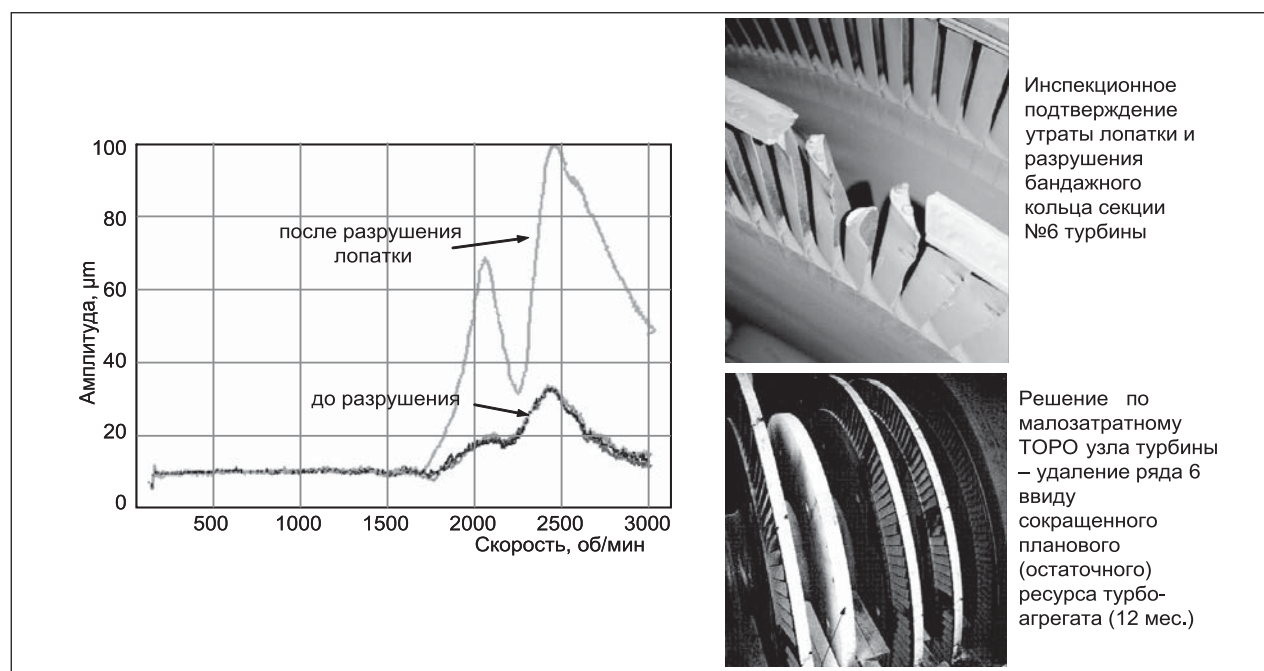 100
80
60
40
20
0
Амплитуда, µm
после разрушения
лопатки
до разрушения
500 1000 1500 2000 2500 3000
Скорость, об/мин
Инспекционное
подтверждение
утраты лопатки и
разрушения
бандажного
кольца секции
№6 турбины
Решение по
малозатратному
ТОРО узла турбины
– удаление ряда 6
ввиду
сокращенного
планового
(остаточного)
ресурса турбо-
агрегата (12 мес.)